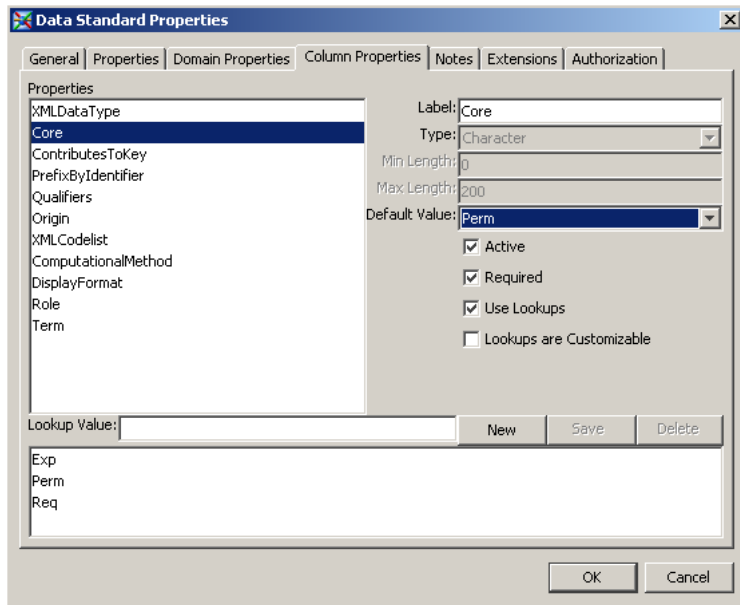 Data Standard Properties
General Properties Domain Properties Column Properties Notes Extensions Authorization
Properties
XMLDataType
Core
ContributesToKey
PrefixByIdentifier
Qualifiers
Origin
XMLCodelist
ComputationalMethod
DisplayFormat
Role
Term
Label: Core
Type: Character
Min Length: 0
Max Length: 200
Default Value: Perm
Active
Required
Use Lookups
Lookups are Customizable
Lookup Value: New Save Delete
Exp
Perm
Req
OK Cancel